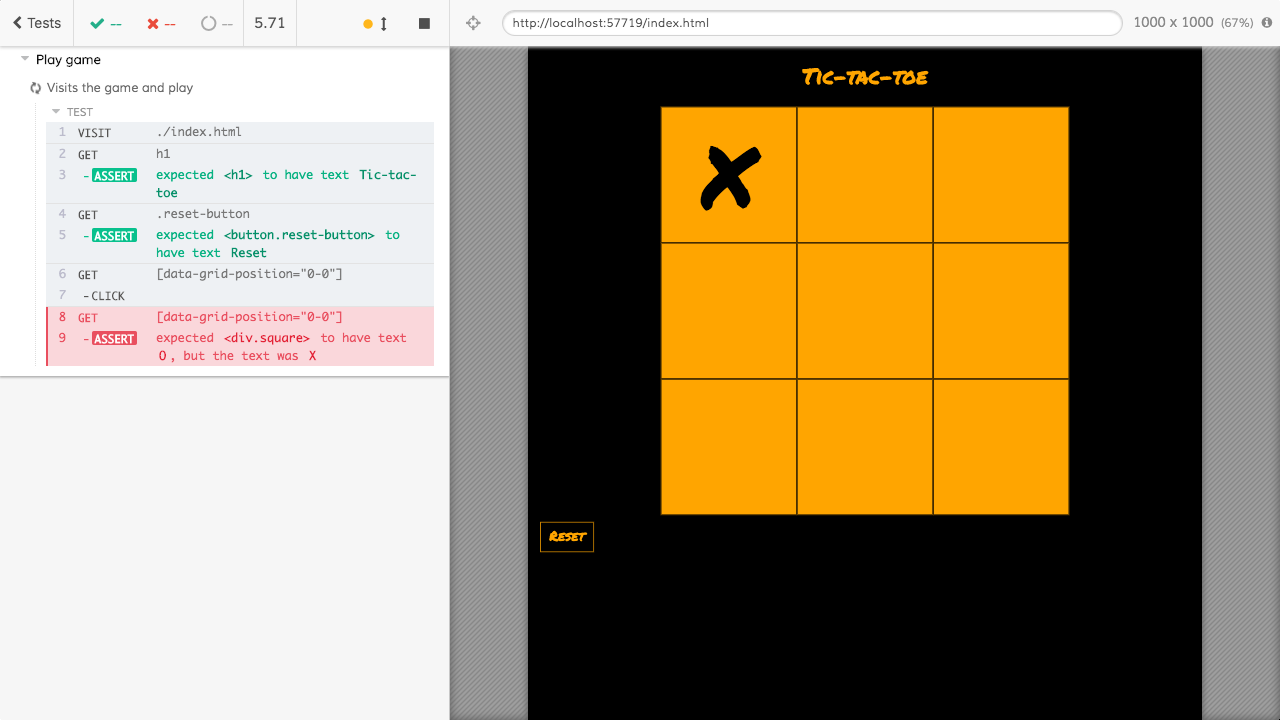 Tests
--
--
--
5.71
http://localhost:57719/index.html
1000 x 1000 (67%)
Play game
Visits the game and play
TEST
1 VISIT ./index.html
2 GET h1
3 -ASSERT expected <h1> to have text Tic-tac-
toe
4 GET .reset-button
5 -ASSERT expected <button.reset-button> to
have text Reset
6 GET [data-grid-position="0-0"]
7 -CLICK
8 GET [data-grid-position="0-0"]
9 -ASSERT expected <div.square> to have text
O, but the text was X
Tic-tac-toe
X
Reset